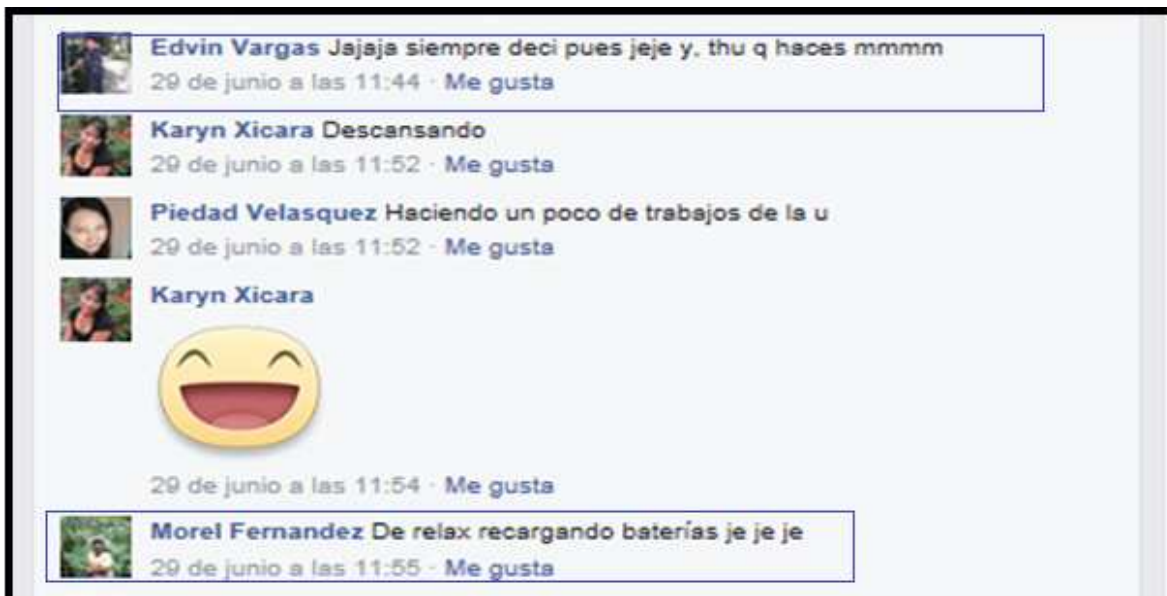 Edvin Vargas Jajaja siempre deci pues jeje y, thu q haces mmmm
29 de junio a las 11:44 · Me gusta
Karyn Xicara Descansando
29 de junio a las 11:52 · Me gusta
Piedad Velasquez Haciendo un poco de trabajos de la u
29 de junio a las 11:52 · Me gusta
Karyn Xicara
29 de junio a las 11:54 · Me gusta
Morel Fernandez De relax recargando baterías je je je
29 de junio a las 11:55 · Me gusta